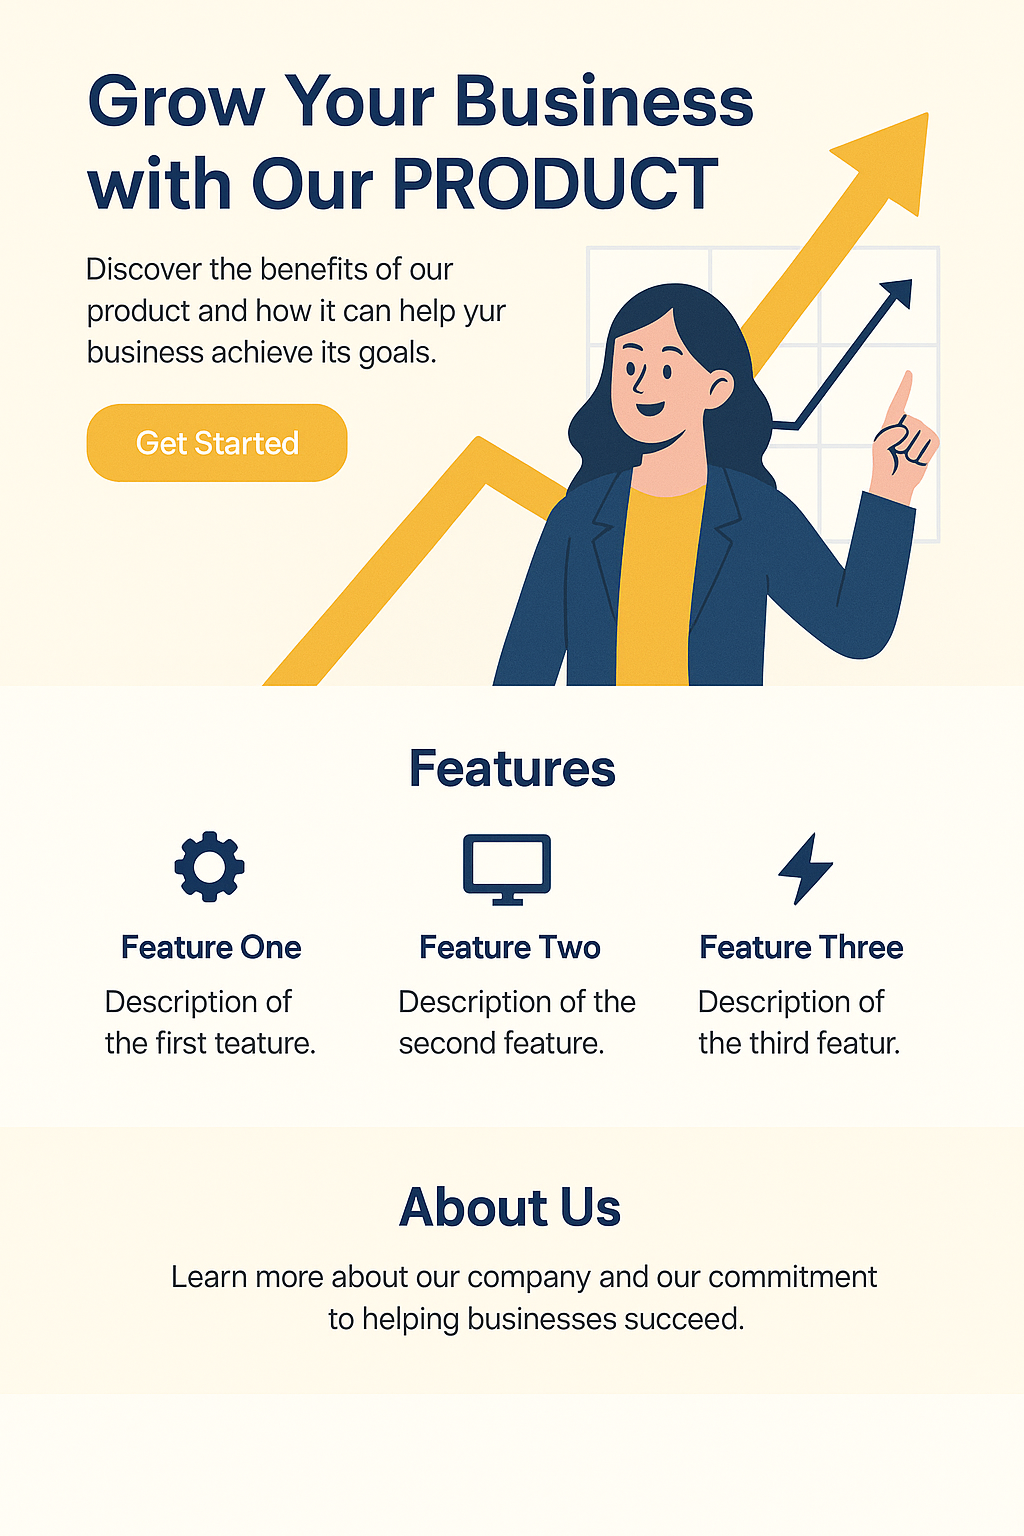 Grow Your Business
with Our PRODUCT
Discover the benefits of our
product and how it can help yur
business achieve its goals.
Get Started
Features
Feature One
Description of
the first teature.
Feature Two
Description of the
second feature.
Feature Three
Description of
the third featur.
About Us
Learn more about our company and our commitment
to helping businesses succeed.